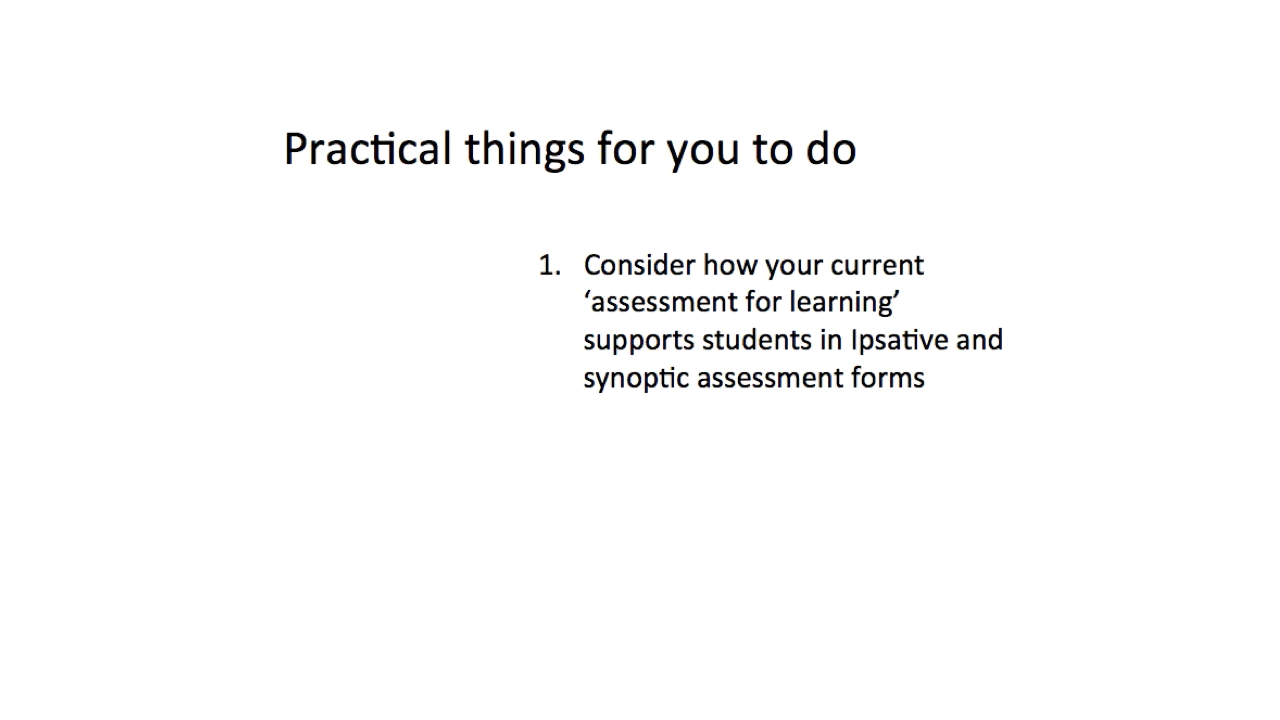 Practical things for you to do
1. Consider how your current
‘assessment for learning’
supports students in Ipsative and
synoptic assessment forms